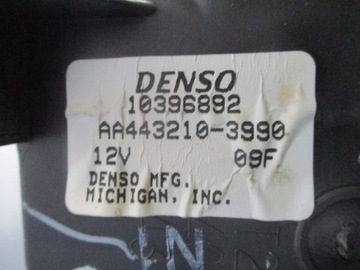 DENSO
10396892
AA443210-3990
12V 09F
DENSO MFG.
MICHIGAN, INC.